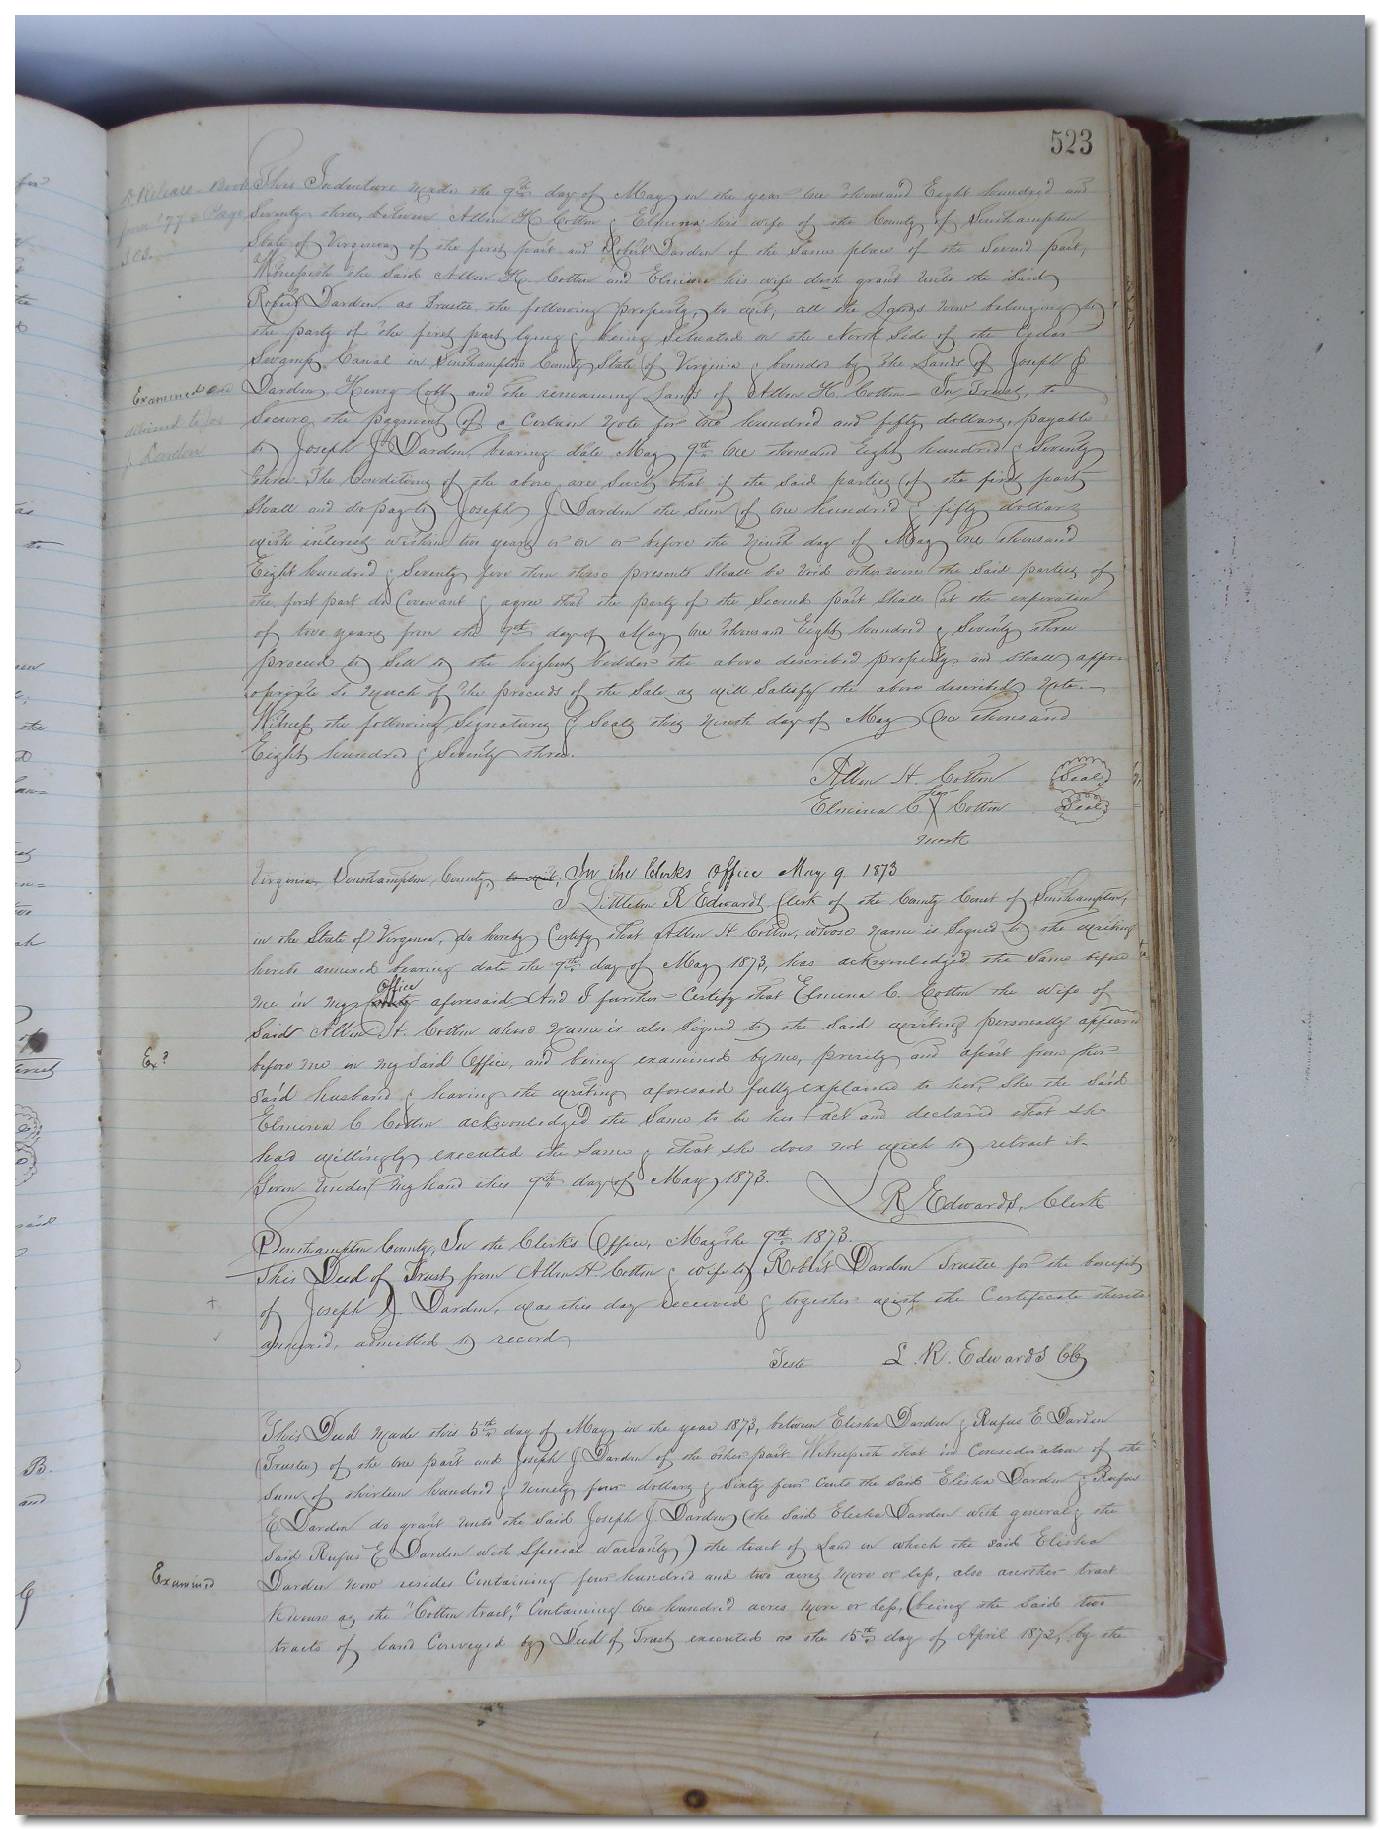 523
This Indenture made the 9th day of May in the year One thousand Eight hundred and
Seventy three, between Allen H Cotton & Elmina his wife of the County of Southampton
State of Virginia of the first part and Robert Darden of the Same place of the Second part,
Witnesseth the said Allen H. Cotton and Elmina his wife doth grant unto the Said
Robert Darden as Trustee the following property, to wit, all the Lands now belonging to
the party of the first part lying & being Situated on the North Side of the Cedar
Swamp Canal in Southampton County State of Virginia & bounded by the Lands of Joseph J
Darden, Henry Cobb and the remaining Lands of Allen H. Cotton - In Trust, to
Secure the payment of a Certain Note for One hundred and fifty dollars, payable
to Joseph J Darden, bearing date May 9th One thousand Eight hundred & Seventy
three - The Conditions of the above are Such that if the said parties of the first part
Shall and do pay to Joseph J Darden the Sum of One hundred & fifty dollars
with interest within two years or on or before the Ninth day of May One thousand
Eight hundred & Seventy five then these presents Shall be void otherwise the Said parties of
the first part do Covenant & agree that the party of the Second part Shall at the expiration
of two years from the 9th day of May One thousand Eight hundred & Seventy three
proceed to Sell to the highest bidder the above described property and Shall appr-
opriate So much of the proceeds of the Sale as will Satisfy the above described Note.
Witness the following Signatures & Seals this Ninth day of May One thousand
Eight hundred & Seventy three.
Allen H. Cotton Seal
Elmina C her X Cotton Seal
mark
Virginia, Southampton County, to wit, In the Clerks Office May 9 1873
I Littleton R Edwards Clerk of the County Court of Southampton,
in the State of Virginia, do hereby Certify that Allen H Cotton, whose Name is Signed to the writing
hereto annexed bearing date the 9th day of May 1873, has acknowledged the Same before
me in my Office aforesaid And I further Certify that Elmina C. Cotton the wife of
Said Allen H. Cotton whose Name is also Signed to the Said writing personally appeared
before me in my Said Office, and being examined by me, privily and apart from her
Said husband & having the writing aforesaid fully explained to her, She the Said
Elmina C Cotton acknowledged the Same to be her act and declared that she
had willingly executed the Same & that she does not wish to retract it.
Given under my hand this 9th day of May 1873.
L R Edwards, Clerk
Southampton County, In the Clerks Office, May the 9th 1873.
This Deed of Trust from Allen H. Cotton & wife to Robert Darden Trustee for the benefit
of Joseph J Darden, was this day received & together with the Certificate thereto
annexed, admitted to record
Teste L. R. Edwards CC
This Deed made this 5th day of May in the year 1873, between Elisha Darden & Rufus E Darden
(Trustee) of the One part and Joseph J Darden of the other part Witnesseth that in Consideration of the
Sum of thirteen hundred & ninety four dollars & Sixty four Cents the Said Elisha Darden & Rufus
E Darden do grant unto the Said Joseph J Darden (the Said Elisha Darden with general & the
Said Rufus E Darden with Special warranty) the tract of Land on which the said Elisha
Darden now resides Containing four hundred and two acres More or less, also another tract
known as the "Cotton tract," Containing One hundred acres More or less, (being the Said two
tracts of land Conveyed by Deed of Trust executed on the 15th day of April 1872, by the
Release Book
Page
Examined
Exd
Examined